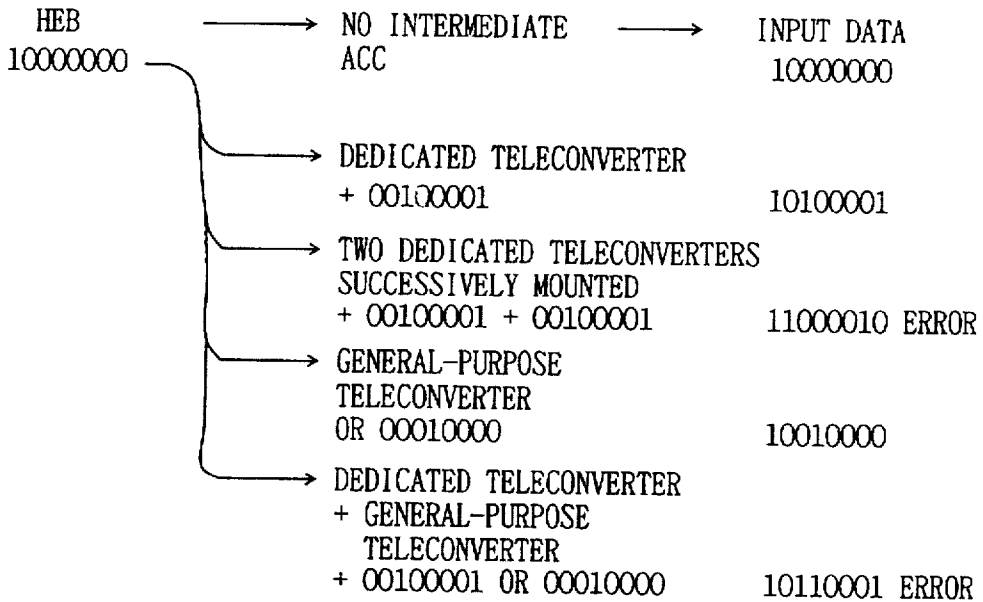 HEB → NO INTERMEDIATE → INPUT DATA
10000000 ACC 10000000
DEDICATED TELECONVERTER
+ 00100001 10100001
TWO DEDICATED TELECONVERTERS
SUCCESSIVELY MOUNTED
+ 00100001 + 00100001 11000010 ERROR
GENERAL-PURPOSE
TELECONVERTER
OR 00010000 10010000
DEDICATED TELECONVERTER
+ GENERAL-PURPOSE
TELECONVERTER
+ 00100001 OR 00010000 10110001 ERROR